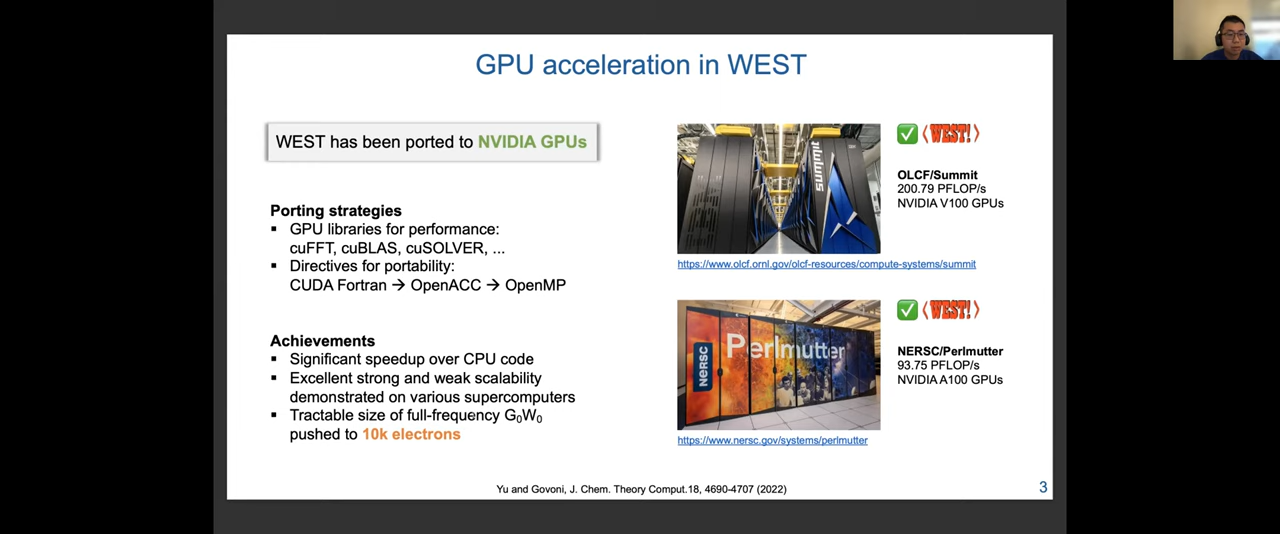 GPU acceleration in WEST
WEST has been ported to NVIDIA GPUs
Porting strategies
▪ GPU libraries for performance:
cuFFT, cuBLAS, cuSOLVER, ...
▪ Directives for portability:
CUDA Fortran → OpenACC → OpenMP
Achievements
▪ Significant speedup over CPU code
▪ Excellent strong and weak scalability
demonstrated on various supercomputers
▪ Tractable size of full-frequency G₀W₀
pushed to 10k electrons
SUMMIT
https://www.olcf.ornl.gov/olcf-resources/compute-systems/summit
✅ ⟨WEST!⟩
OLCF/Summit
200.79 PFLOP/s
NVIDIA V100 GPUs
NERSC
Perlmutter
https://www.nersc.gov/systems/perlmutter
✅ ⟨WEST!⟩
NERSC/Perlmutter
93.75 PFLOP/s
NVIDIA A100 GPUs
Yu and Govoni, J. Chem. Theory Comput.18, 4690-4707 (2022)
3